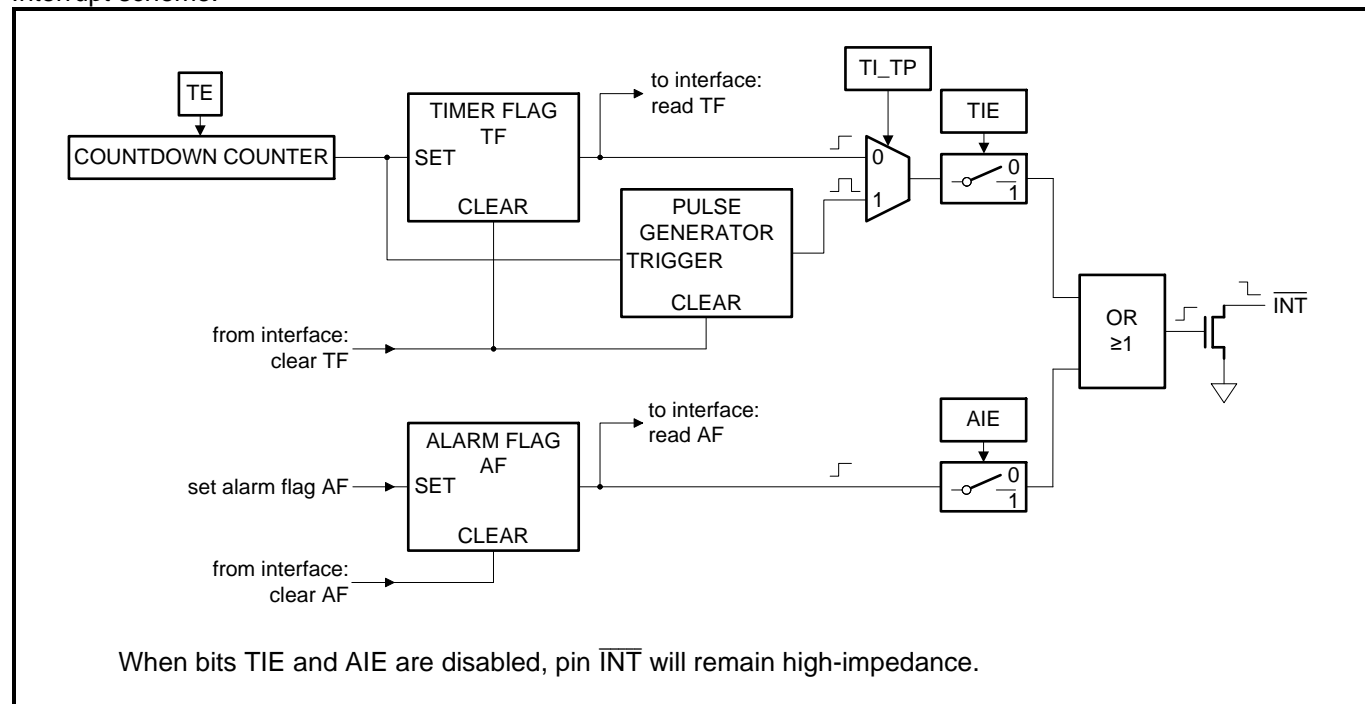 interrupt scheme.
TE
COUNTDOWN COUNTER
TIMER FLAG
TF
SET
CLEAR
to interface:
read TF
PULSE
GENERATOR
TRIGGER
CLEAR
TI_TP
0
1
TIE
0
1
from interface:
clear TF
OR
≥1
INT
ALARM FLAG
AF
set alarm flag AF
SET
CLEAR
to interface:
read AF
AIE
0
1
from interface:
clear AF
When bits TIE and AIE are disabled, pin INT will remain high-impedance.